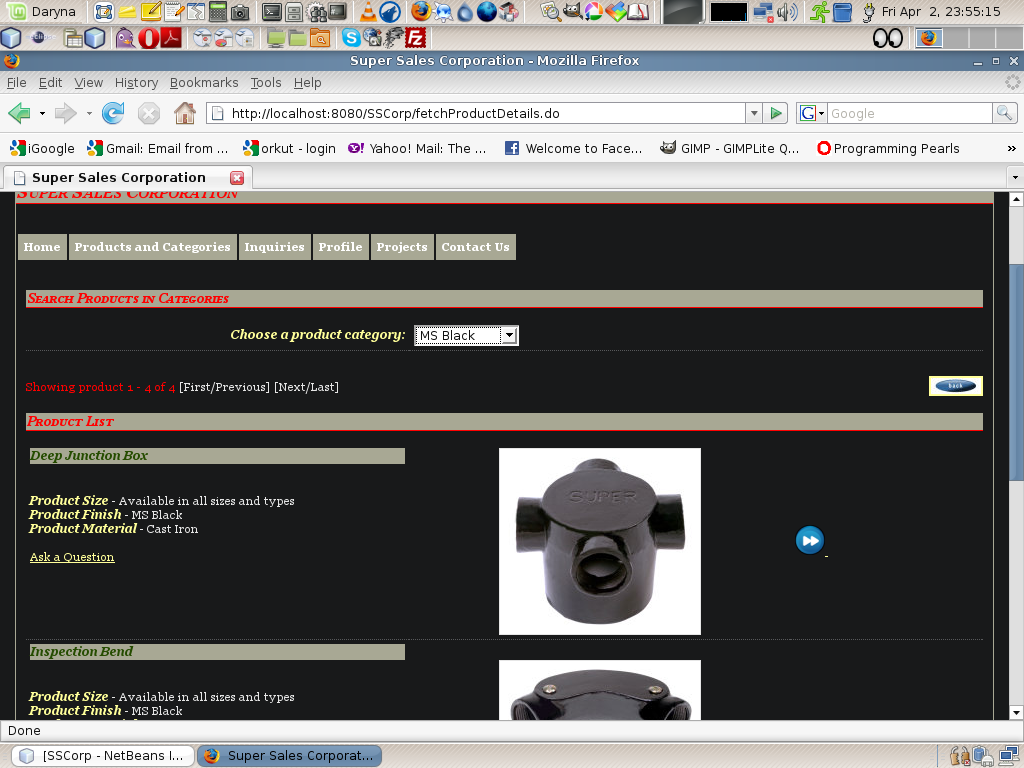 Daryna
Fri Apr 2, 23:55:15
Super Sales Corporation - Mozilla Firefox
File Edit View History Bookmarks Tools Help
http://localhost:8080/SSCorp/fetchProductDetails.do
G Google
iGoogle Gmail: Email from ... orkut - login Yahoo! Mail: The ... Welcome to Face... GIMP - GIMPLite Q... Programming Pearls »
Super Sales Corporation
Super Sales Corporation
Home Products and Categories Inquiries Profile Projects Contact Us
Search Products in Categories
Choose a product category: MS Black
Showing product 1 - 4 of 4 [First/Previous] [Next/Last] back
Product List
Deep Junction Box
SUPER
Product Size - Available in all sizes and types
Product Finish - MS Black
Product Material - Cast Iron
Ask a Question
Inspection Bend
Product Size - Available in all sizes and types
Product Finish - MS Black
Done
[SSCorp - NetBeans I... Super Sales Corporat...